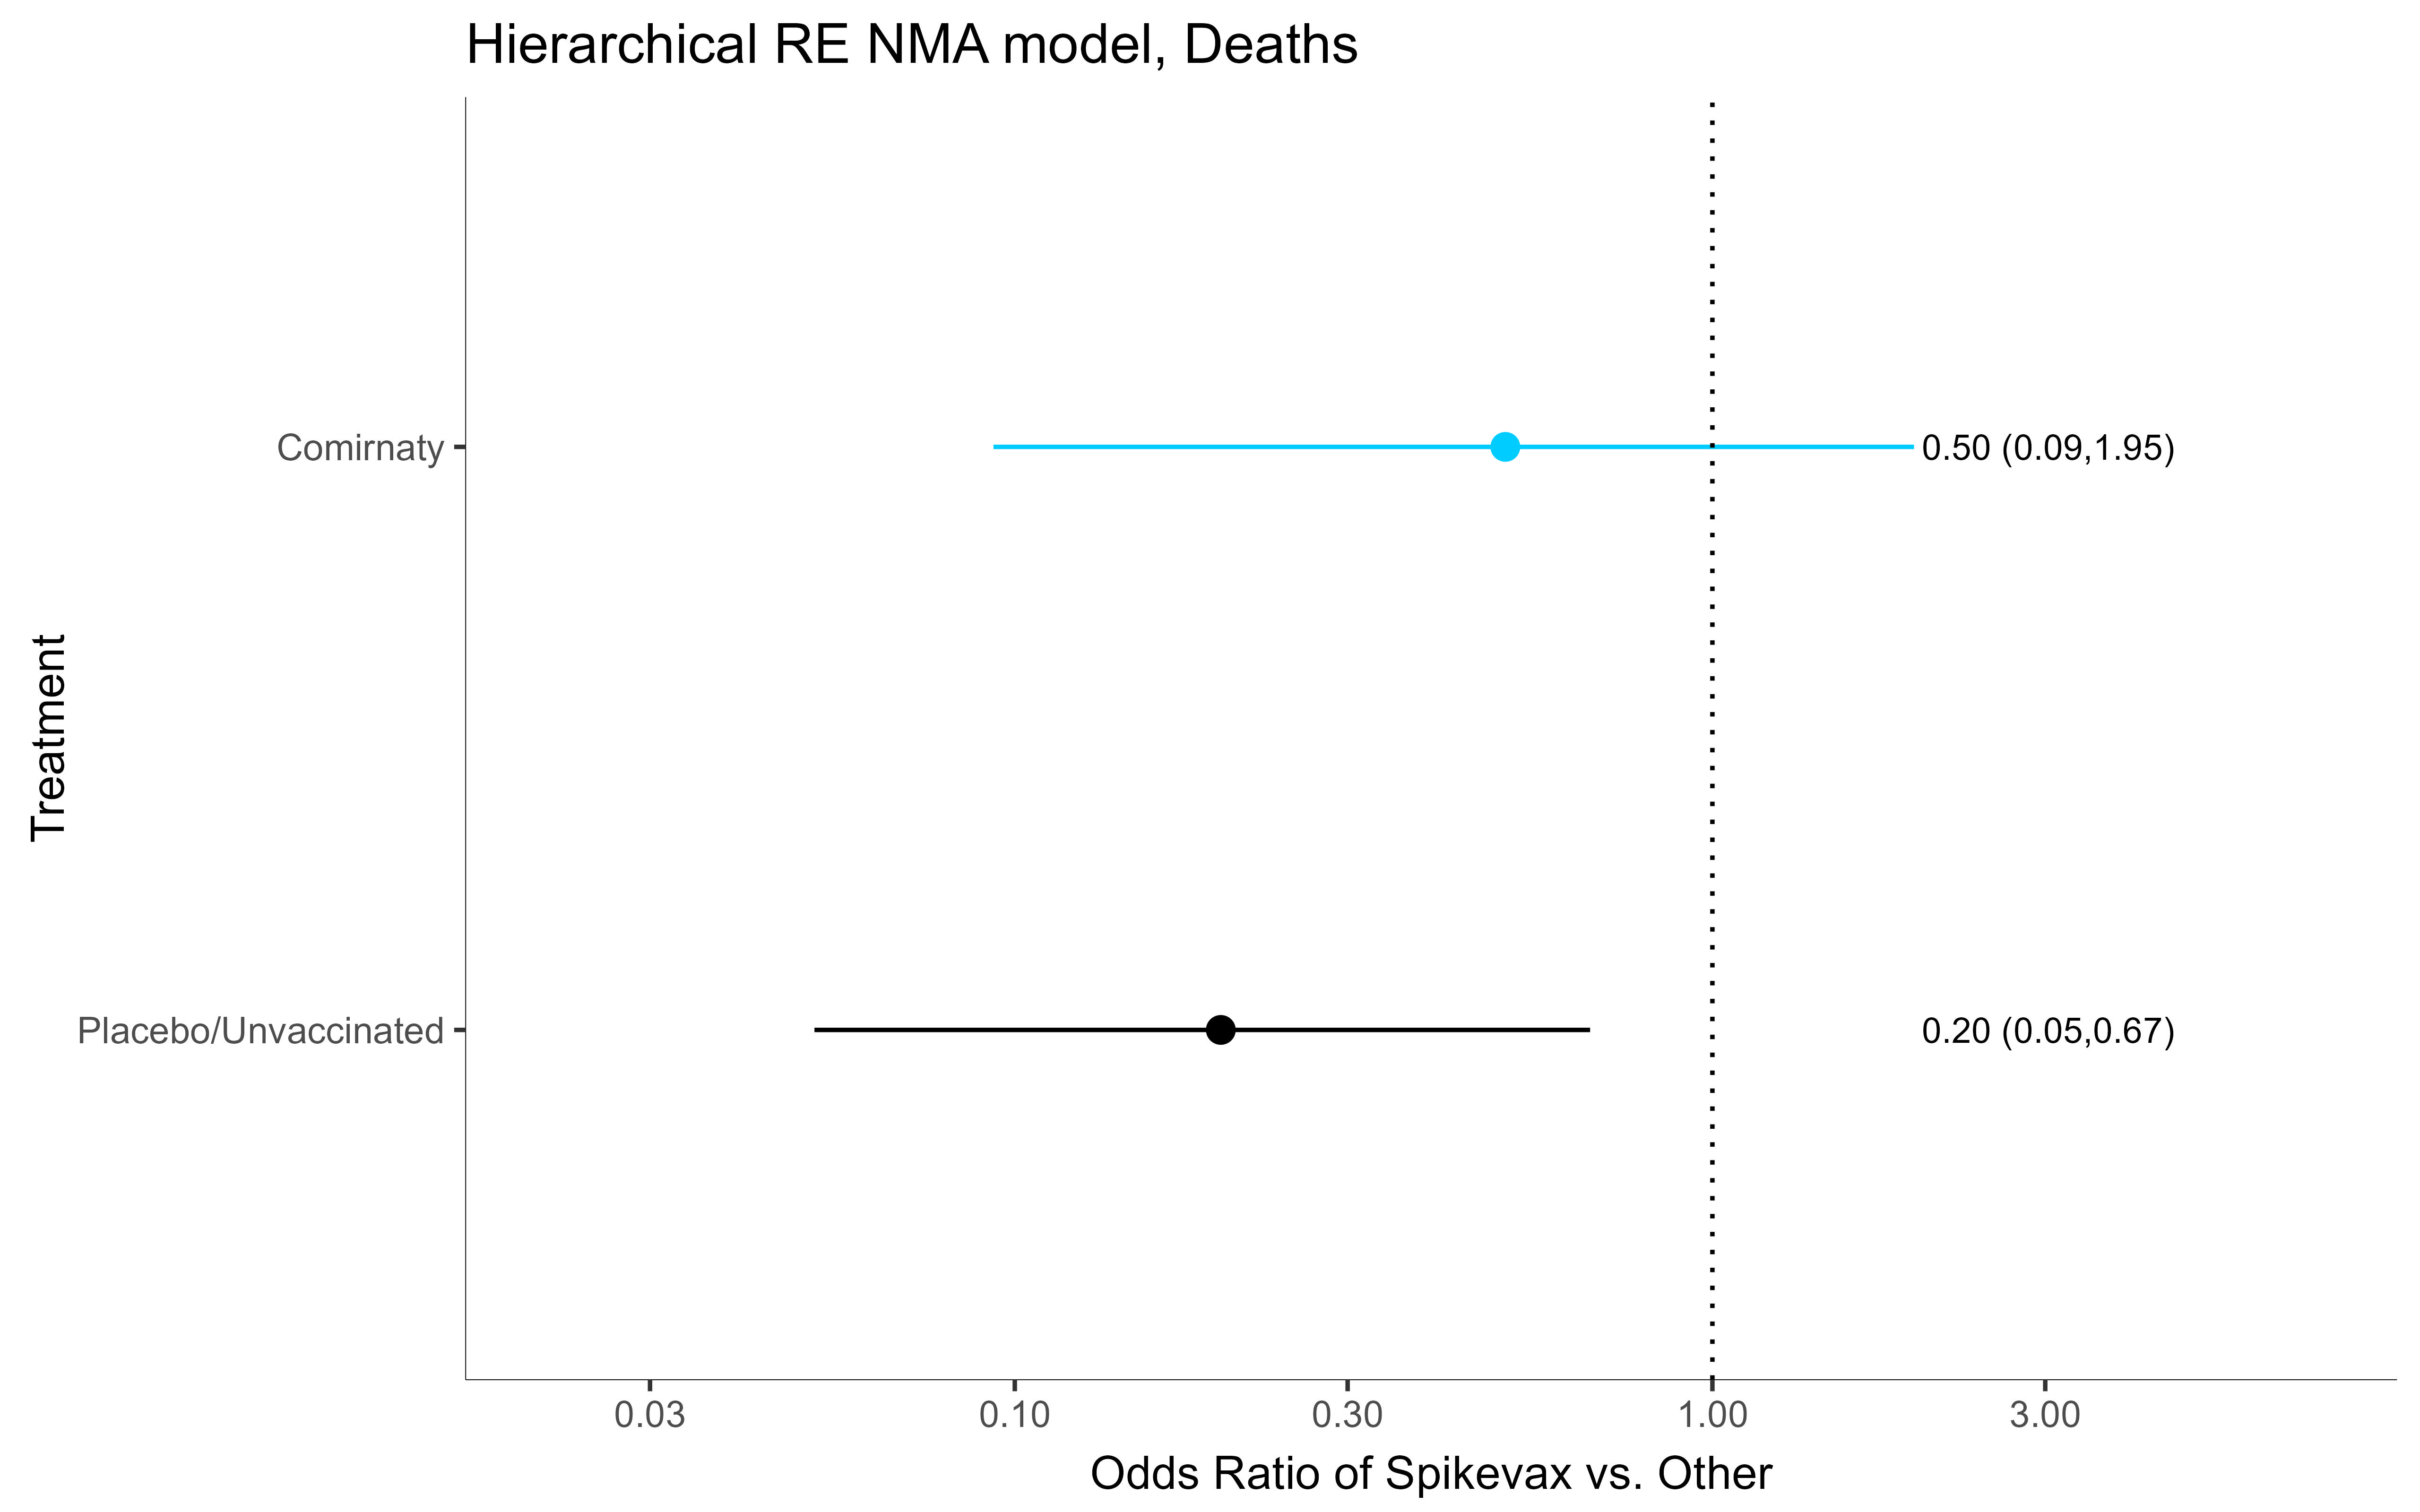 Hierarchical RE NMA model, Deaths
Treatment
Comirnaty
0.50 (0.09,1.95)
Placebo/Unvaccinated
0.20 (0.05,0.67)
0.03 0.10 0.30 1.00 3.00
Odds Ratio of Spikevax vs. Other